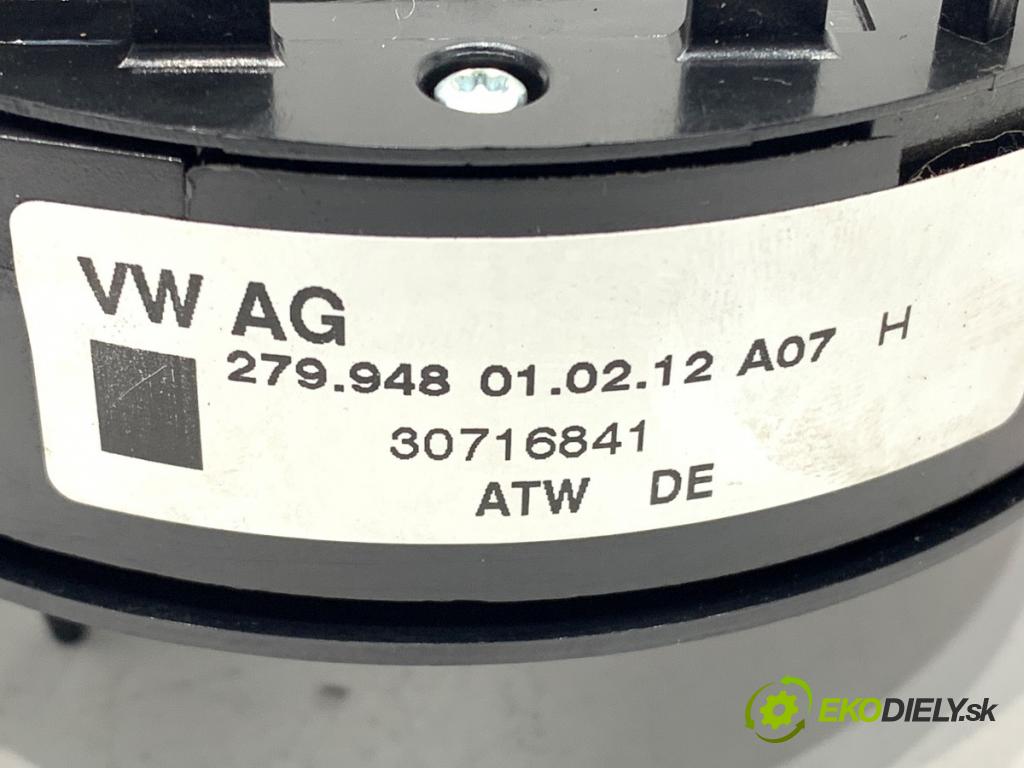 VW AG
279.948 01.02.12 A07 H
30716841
ATW DE
EKODIELY.sk